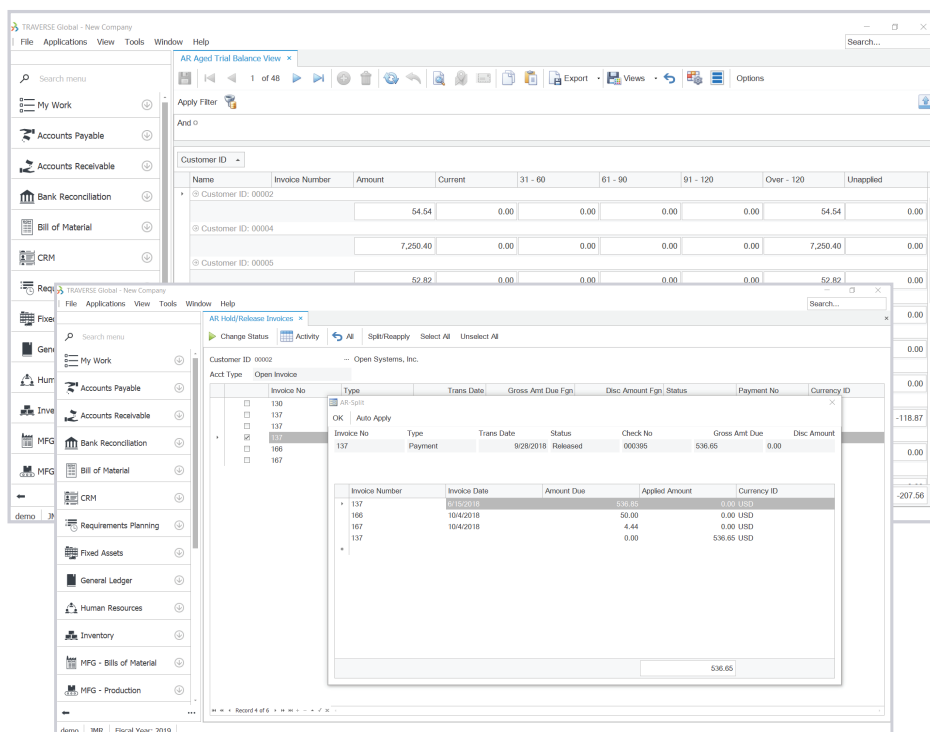 TRAVERSE Global - New Company
File Applications View Tools Window Help
Search...
AR Aged Trial Balance View ×
Search menu
1 of 48 Export Views Options
My Work
Apply Filter
And
Accounts Payable
Accounts Receivable
Customer ID
Name Invoice Number Amount Current 31 - 60 61 - 90 91 - 120 Over - 120 Unapplied
Bank Reconciliation
Customer ID: 00002
54.54 0.00 0.00 0.00 0.00 54.54 0.00
Bill of Material
Customer ID: 00004
7,250.40 0.00 0.00 0.00 0.00 7,250.40 0.00
CRM
Customer ID: 00005
52.82 0.00 0.00 0.00 0.00 52.82 0.00
Requ
Fixe
0.00
Gene
0.00
Hum
0.00
Inve
-118.87
MFG
0.00
MFG
-207.56
demo
TRAVERSE Global - New Company
File Applications View Tools Window Help
Search...
AR Hold/Release Invoices ×
Search menu
Change Status Activity All Split/Reapply Select All Unselect All
My Work
Customer ID 00002 ... Open Systems, Inc.
Acct Type Open Invoice
Accounts Payable
Accounts Receivable
Bank Reconciliation
Bill of Material
CRM
Requirements Planning
Fixed Assets
General Ledger
Human Resources
Inventory
MFG - Bills of Material
MFG - Production
Invoice No Type Trans Date Gross Amt Due Fgn Disc Amount Fgn Status Payment No Currency ID
130
137
137
137
166
167
AR-Split
OK Auto Apply
Invoice No Type Trans Date Status Check No Gross Amt Due Disc Amount
137 Payment 9/28/2018 Released 000395 536.65 0.00
Invoice Number Invoice Date Amount Due Applied Amount Currency ID
137 6/15/2018 536.65 0.00 USD
166 10/4/2018 50.00 0.00 USD
167 10/4/2018 4.44 0.00 USD
137 0.00 536.65 USD
536.65
Record 4 of 6
demo JMR Fiscal Year: 2019